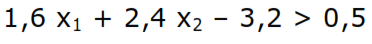 1,6 x₁ + 2,4 x₂ – 3,2 > 0,5